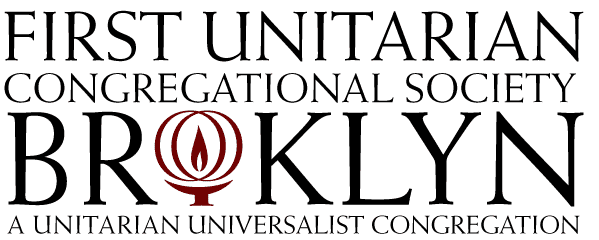 FIRST UNITARIAN
CONGREGATIONAL SOCIETY
BROOKLYN
A UNITARIAN UNIVERSALIST CONGREGATION